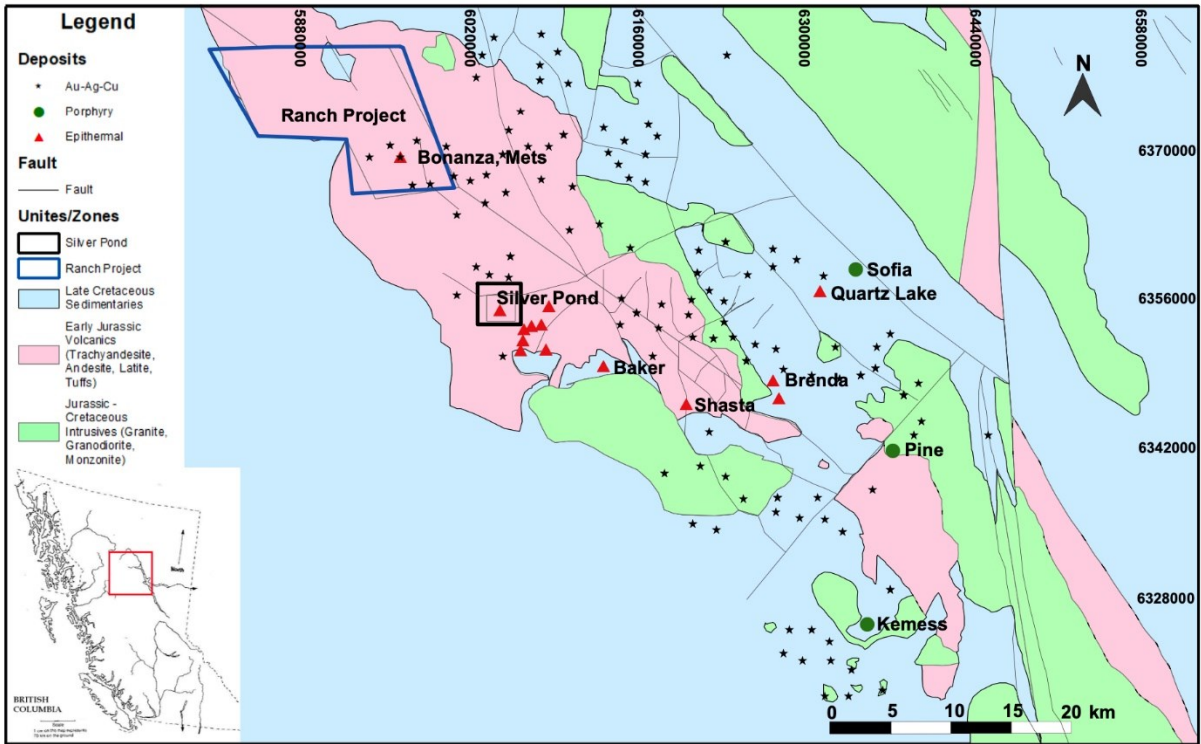 Legend
Deposits
Au-Ag-Cu
Porphyry
Epithermal
Fault
Fault
Unites/Zones
Silver Pond
Ranch Project
Late Cretaceous
Sedimentaries
Early Jurassic
Volcanics
(Trachyandesite,
Andesite, Latite,
Tuffs)
Jurassic -
Cretaceous
Intrusives (Granite,
Granodiorite,
Monzonite)
North
BRITISH
COLUMBIA
5880000
6020000
6160000
6300000
6440000
6580000
N
6370000
6356000
6342000
6328000
Ranch Project
Bonanza, Mets
Sofia
Quartz Lake
Silver Pond
Baker
Brenda
Shasta
Pine
Kemess
0 5 10 15 20 km